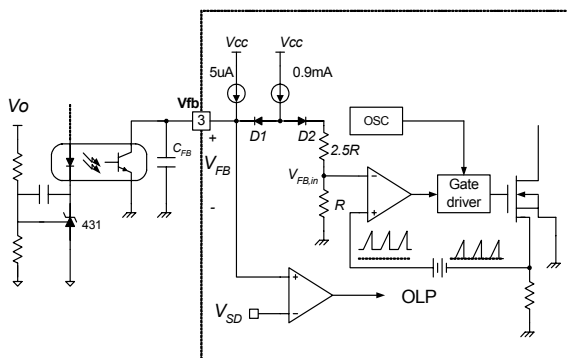 Vcc
Vcc
5uA
0.9mA
Vo
Vfb
3
D1
D2
OSC
+
2.5R
CFB
VFB
VFB,in
−
R
+
Gate
driver
-
431
+
VSD
−
OLP